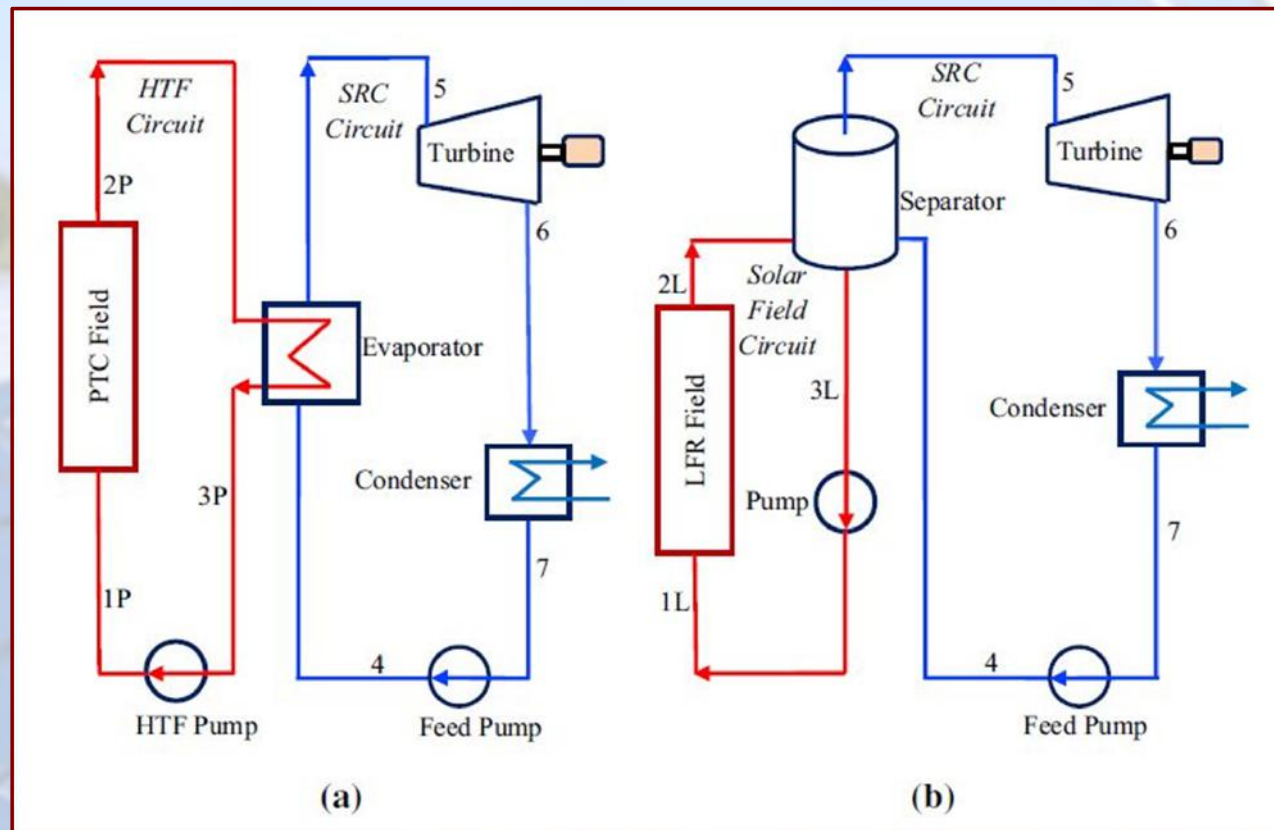 HTF
Circuit
SRC
Circuit
5
Turbine
2P
6
PTC Field
Evaporator
3P
Condenser
7
1P
4
HTF Pump
Feed Pump
(a)
SRC
Circuit
5
Turbine
Separator
6
2L
Solar
Field
Circuit
LFR Field
3L
Condenser
Pump
7
1L
4
Feed Pump
(b)